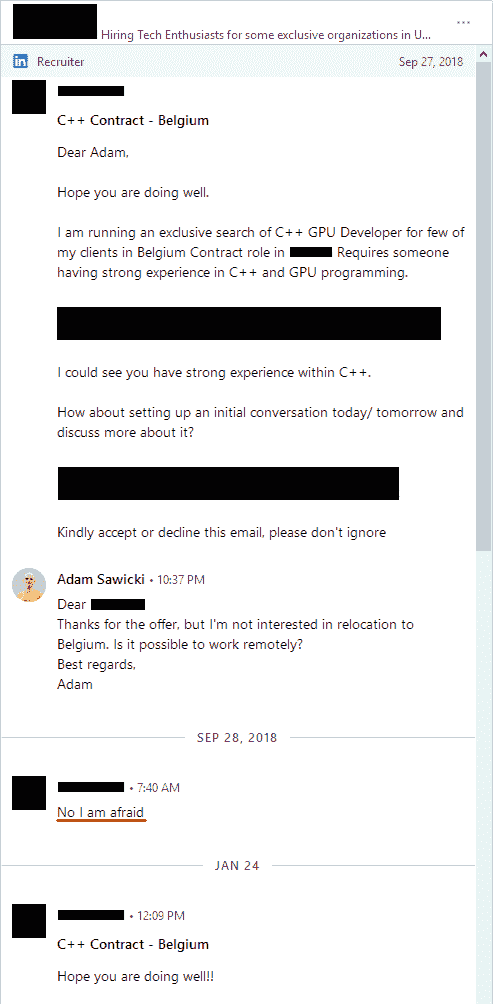 Hiring Tech Enthusiasts for some exclusive organizations in U...
in Recruiter Sep 27, 2018
C++ Contract - Belgium
Dear Adam,
Hope you are doing well.
I am running an exclusive search of C++ GPU Developer for few of
my clients in Belgium Contract role in Requires someone
having strong experience in C++ and GPU programming.
I could see you have strong experience within C++.
How about setting up an initial conversation today/ tomorrow and
discuss more about it?
Kindly accept or decline this email, please don't ignore
Adam Sawicki • 10:37 PM
Dear
Thanks for the offer, but I'm not interested in relocation to
Belgium. Is it possible to work remotely?
Best regards,
Adam
SEP 28, 2018
• 7:40 AM
No I am afraid
JAN 24
• 12:09 PM
C++ Contract - Belgium
Hope you are doing well!!